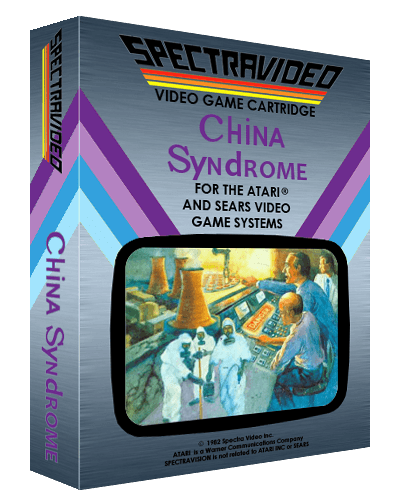 SPECTRAVIDEO
VIDEO GAME CARTRIDGE
CHINA
SYNDROME
FOR THE ATARI®
AND SEARS VIDEO
GAME SYSTEMS
© 1982 Spectra Video Inc.
ATARI is a Warner Communications Company
SPECTRAVISION is not related to ATARI INC or SEARS
SPECTRAVIDEO
CHINA SYNDROME